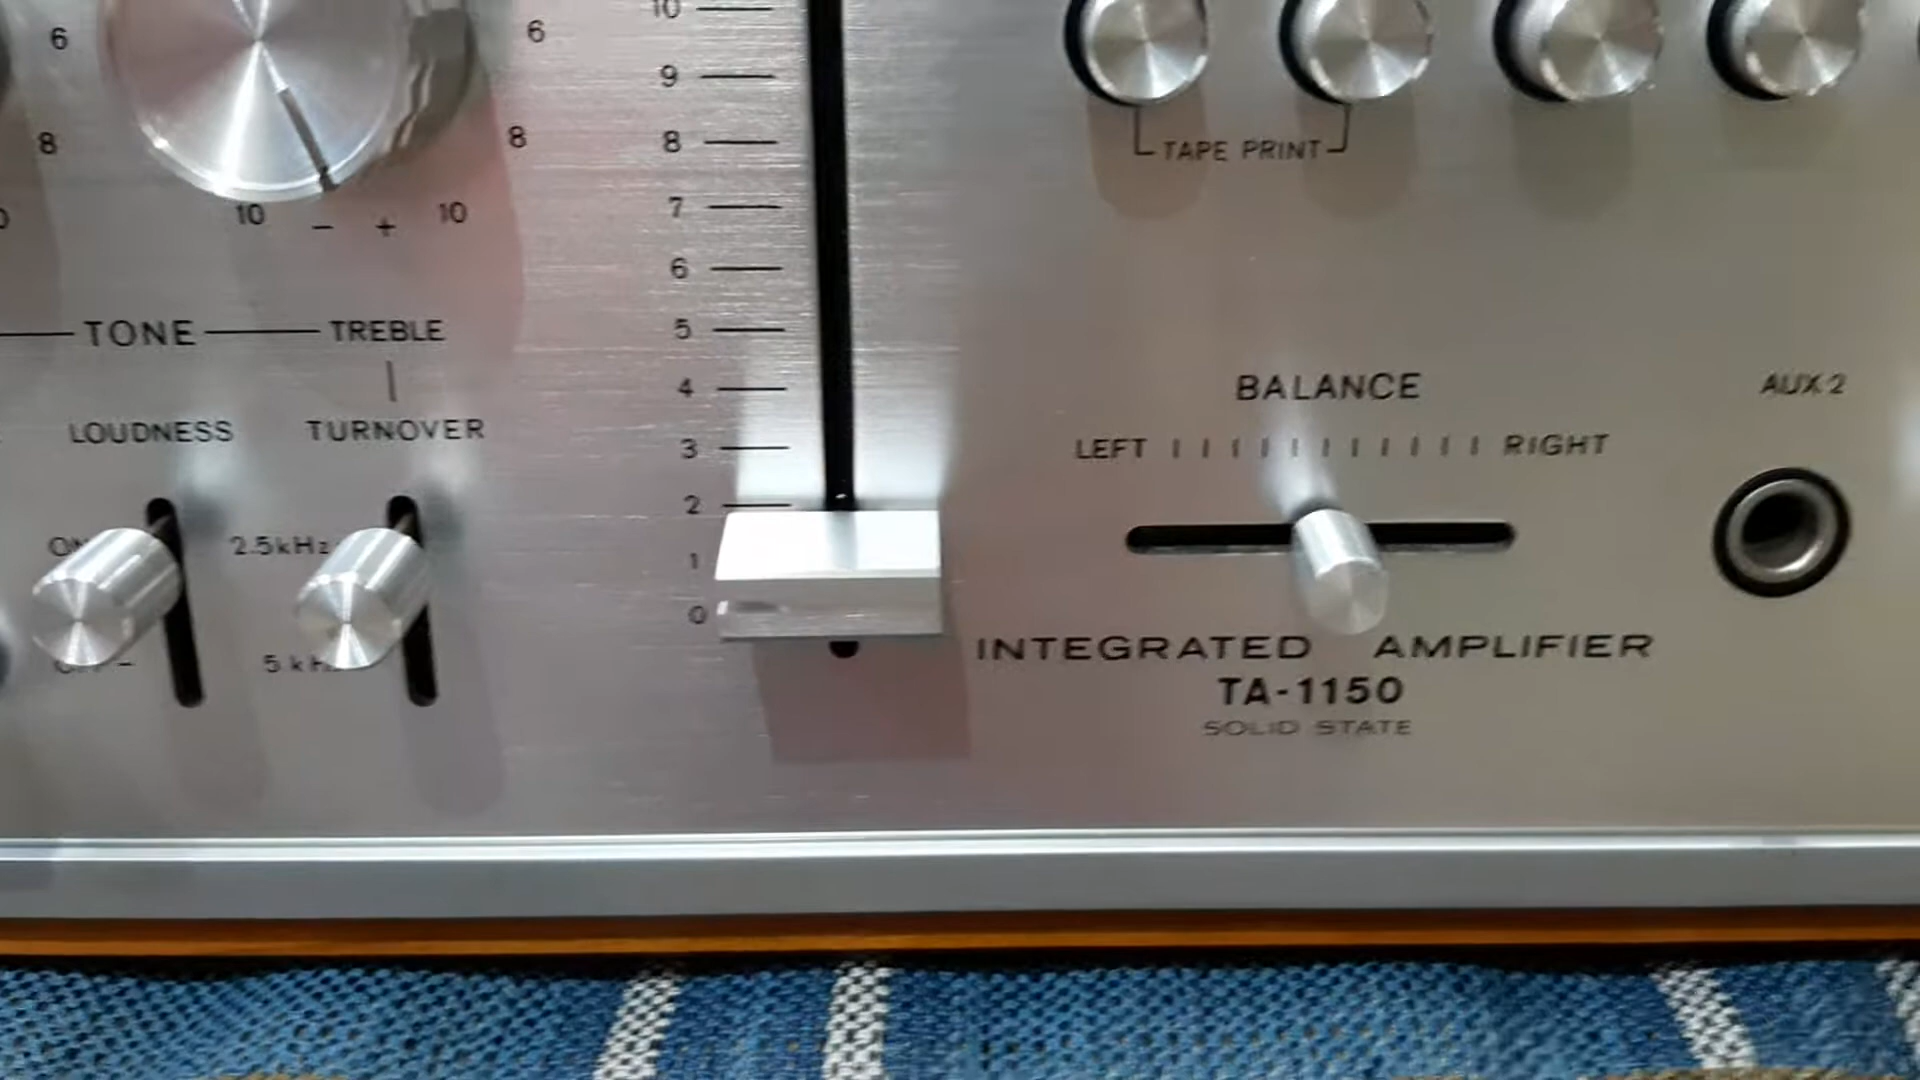 6 6
8 8
10 10
- +
10
9
8
7
6
5
4
3
2
1
0
TONE TREBLE
LOUDNESS TURNOVER
2.5kHz
5 k
TAPE PRINT
BALANCE
LEFT RIGHT
AUX 2
INTEGRATED AMPLIFIER
TA-1150
SOLID STATE